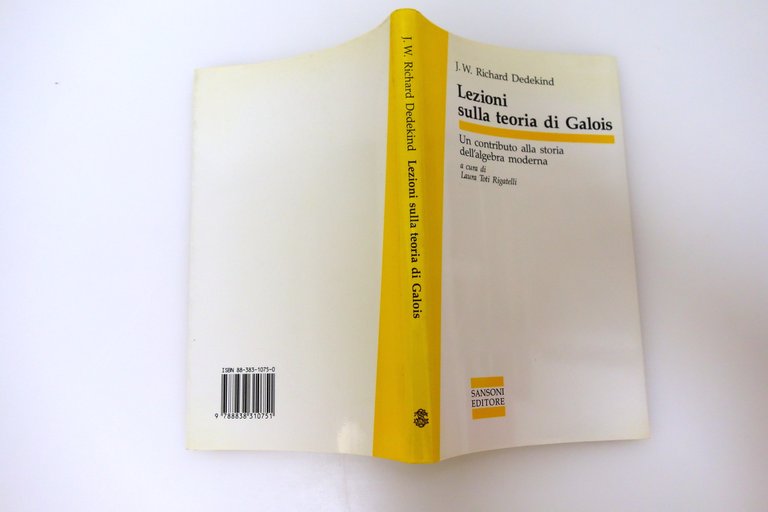 ISBN 88-383-1075-0
9 788838 310751
J. W. Richard Dedekind Lezioni sulla teoria di Galois
J. W. Richard Dedekind
Lezioni
sulla teoria di Galois
Un contributo alla storia
dell'algebra moderna
a cura di
Laura Toti Rigatelli
SANSONI
EDITORE